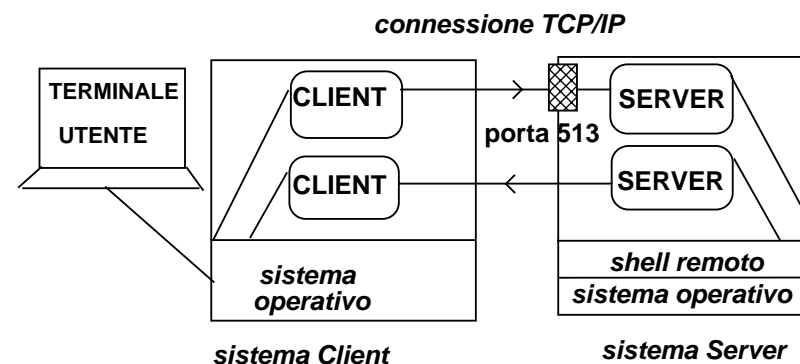 connessione TCP/IP
TERMINALE
UTENTE
CLIENT
SERVER
porta 513
CLIENT
SERVER
sistema
operativo
shell remoto
sistema operativo
sistema Client
sistema Server